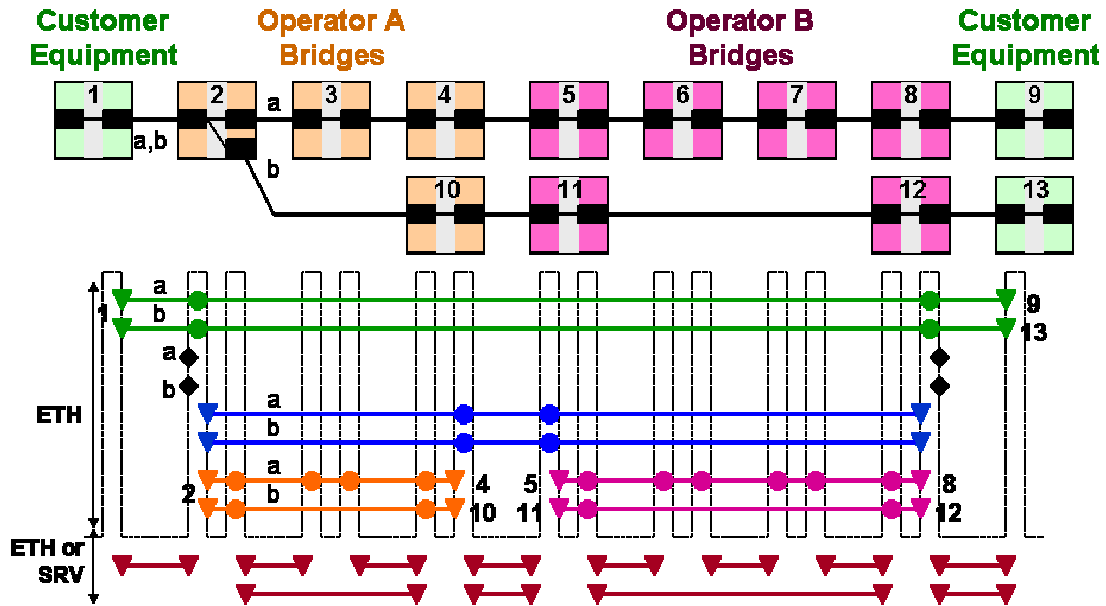 Customer Operator A Operator B Customer
Equipment Bridges Bridges Equipment
1 2 3 4 5 6 7 8 9
a
a,b
b
10 11 12 13
a
1 9
b
13
a
b
ETH
a
b
a
2 4 5 8
b
10 11 12
ETH or
SRV